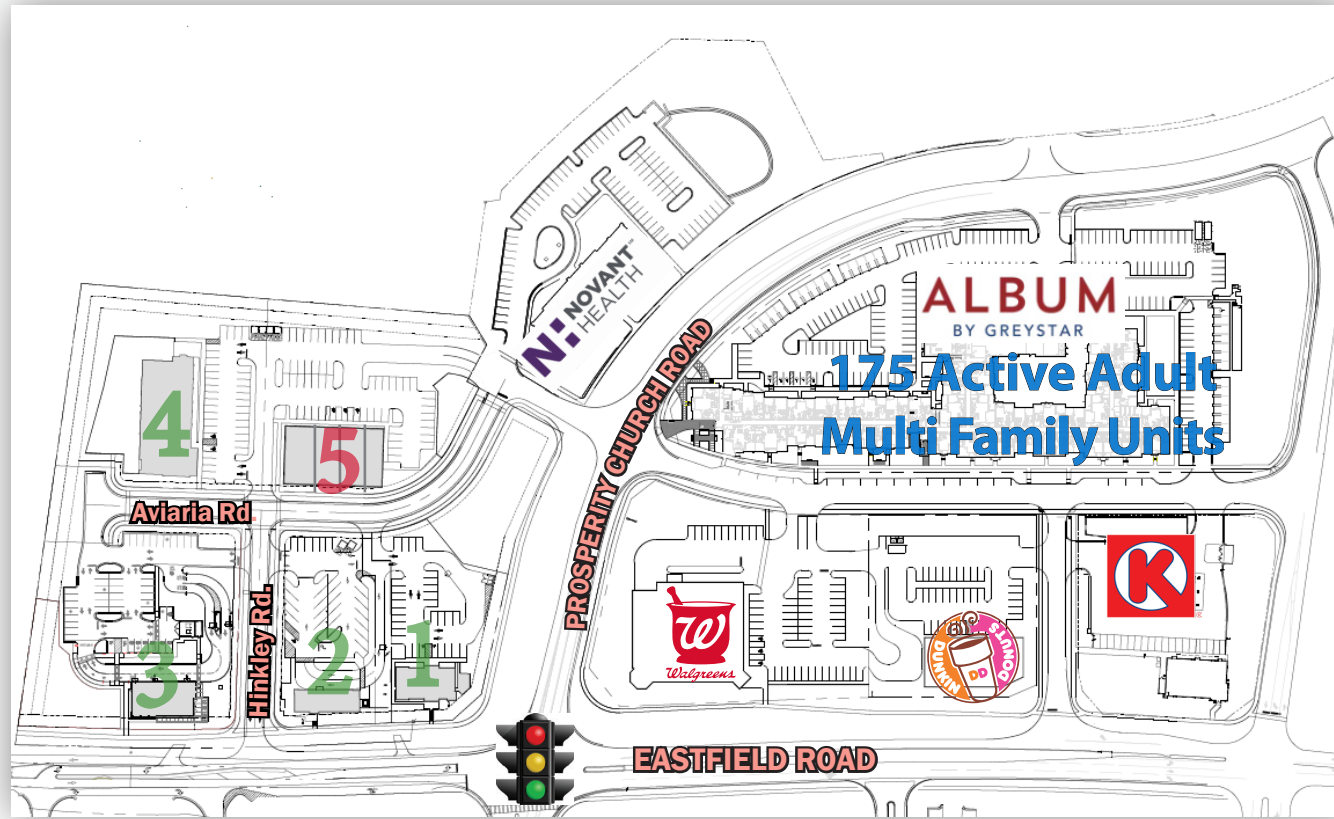 NOVANT
HEALTH
N:
ALBUM
BY GREYSTAR
175 Active Adult
Multi Family Units
PROSPERITY CHURCH ROAD
4
5
Aviaria Rd.
Hinkley Rd.
3
2
1
W
Walgreens
DUNKIN'
DONUTS
DD
K
EASTFIELD ROAD